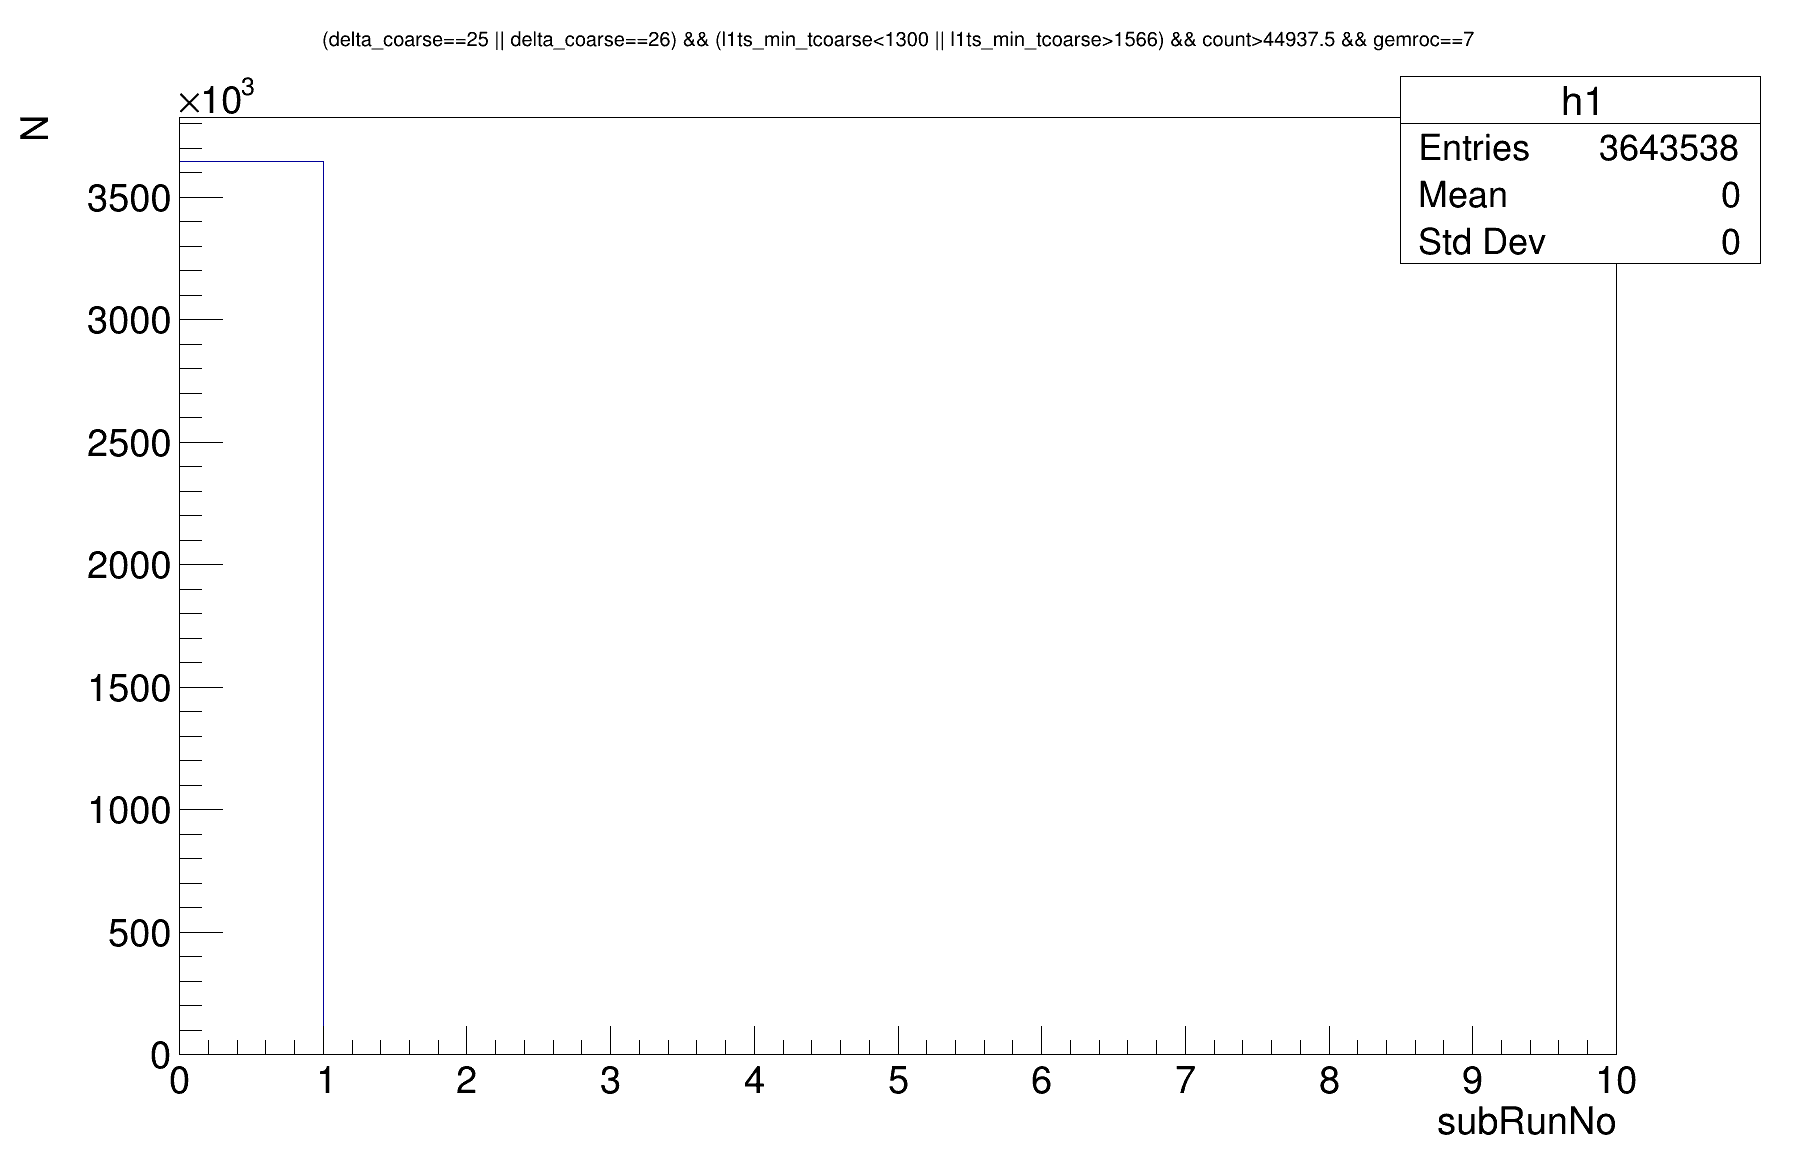 (delta_coarse==25 || delta_coarse==26) && (l1ts_min_tcoarse<1300 || l1ts_min_tcoarse>1566) && count>44937.5 && gemroc==7
×10³
N
h1
Entries 3643538
Mean 0
Std Dev 0
3500
3000
2500
2000
1500
1000
500
0
0 1 2 3 4 5 6 7 8 9 10
subRunNo